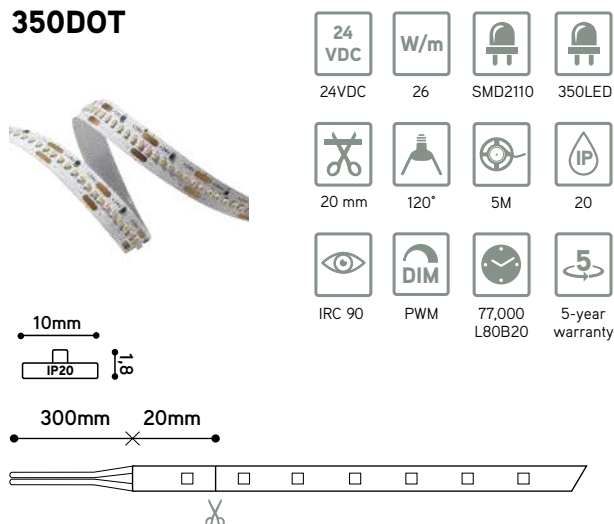 350DOT
24
VDC
W/m
24VDC
26
SMD2110
350LED
IP
20 mm
120°
5M
20
DIM
5
IRC 90
PWM
77,000
L80B20
5-year
warranty
10mm
IP20
1,8
300mm
20mm